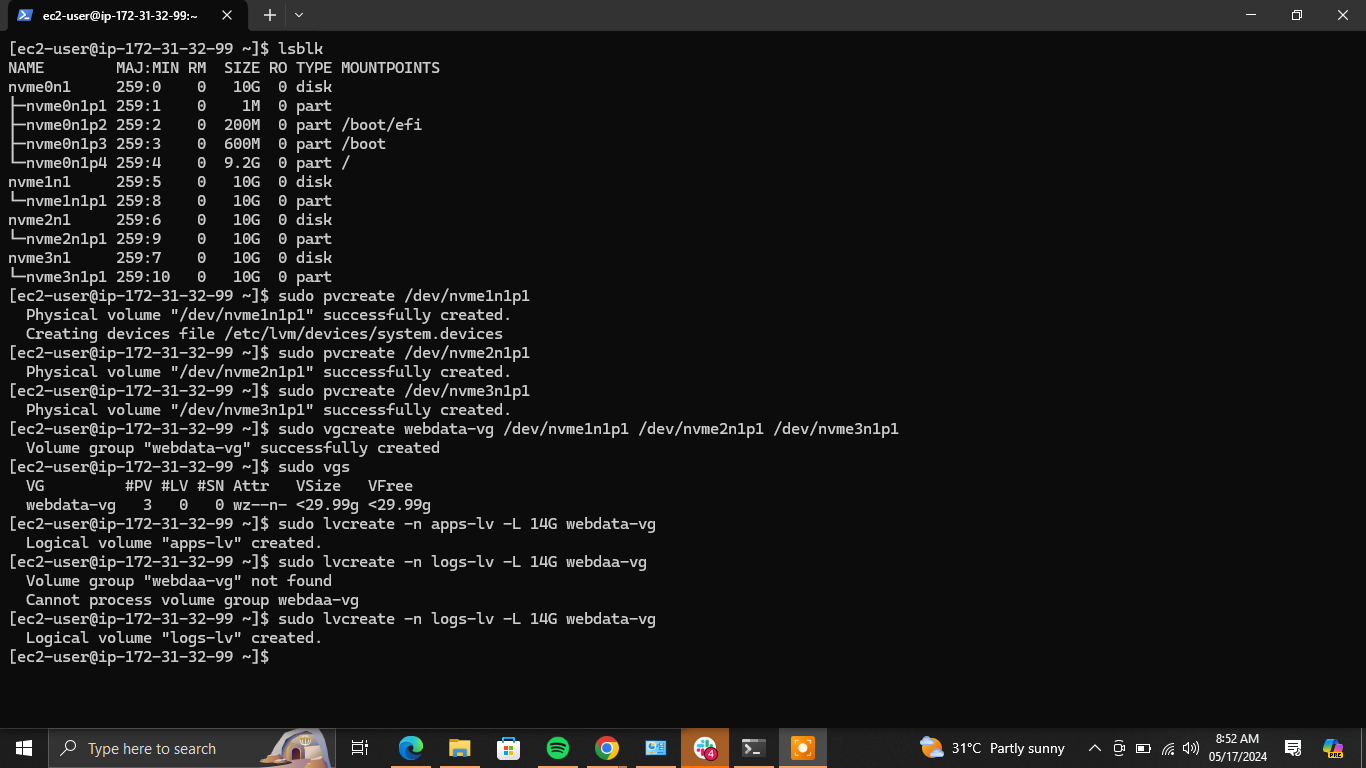 ec2-user@ip-172-31-32-99:~
[ec2-user@ip-172-31-32-99 ~]$ lsblk
NAME        MAJ:MIN RM  SIZE RO TYPE MOUNTPOINTS
nvme0n1     259:0    0   10G  0 disk
├─nvme0n1p1 259:1    0    1M  0 part
├─nvme0n1p2 259:2    0  200M  0 part /boot/efi
├─nvme0n1p3 259:3    0  600M  0 part /boot
└─nvme0n1p4 259:4    0  9.2G  0 part /
nvme1n1     259:5    0   10G  0 disk
└─nvme1n1p1 259:8    0   10G  0 part
nvme2n1     259:6    0   10G  0 disk
└─nvme2n1p1 259:9    0   10G  0 part
nvme3n1     259:7    0   10G  0 disk
└─nvme3n1p1 259:10   0   10G  0 part
[ec2-user@ip-172-31-32-99 ~]$ sudo pvcreate /dev/nvme1n1p1
  Physical volume "/dev/nvme1n1p1" successfully created.
  Creating devices file /etc/lvm/devices/system.devices
[ec2-user@ip-172-31-32-99 ~]$ sudo pvcreate /dev/nvme2n1p1
  Physical volume "/dev/nvme2n1p1" successfully created.
[ec2-user@ip-172-31-32-99 ~]$ sudo pvcreate /dev/nvme3n1p1
  Physical volume "/dev/nvme3n1p1" successfully created.
[ec2-user@ip-172-31-32-99 ~]$ sudo vgcreate webdata-vg /dev/nvme1n1p1 /dev/nvme2n1p1 /dev/nvme3n1p1
  Volume group "webdata-vg" successfully created
[ec2-user@ip-172-31-32-99 ~]$ sudo vgs
  VG         #PV #LV #SN Attr   VSize   VFree
  webdata-vg   3   0   0 wz--n- <29.99g <29.99g
[ec2-user@ip-172-31-32-99 ~]$ sudo lvcreate -n apps-lv -L 14G webdata-vg
  Logical volume "apps-lv" created.
[ec2-user@ip-172-31-32-99 ~]$ sudo lvcreate -n logs-lv -L 14G webdaa-vg
  Volume group "webdaa-vg" not found
  Cannot process volume group webdaa-vg
[ec2-user@ip-172-31-32-99 ~]$ sudo lvcreate -n logs-lv -L 14G webdata-vg
  Logical volume "logs-lv" created.
[ec2-user@ip-172-31-32-99 ~]$
Type here to search
4
31°C Partly sunny
8:52 AM
05/17/2024
PRE